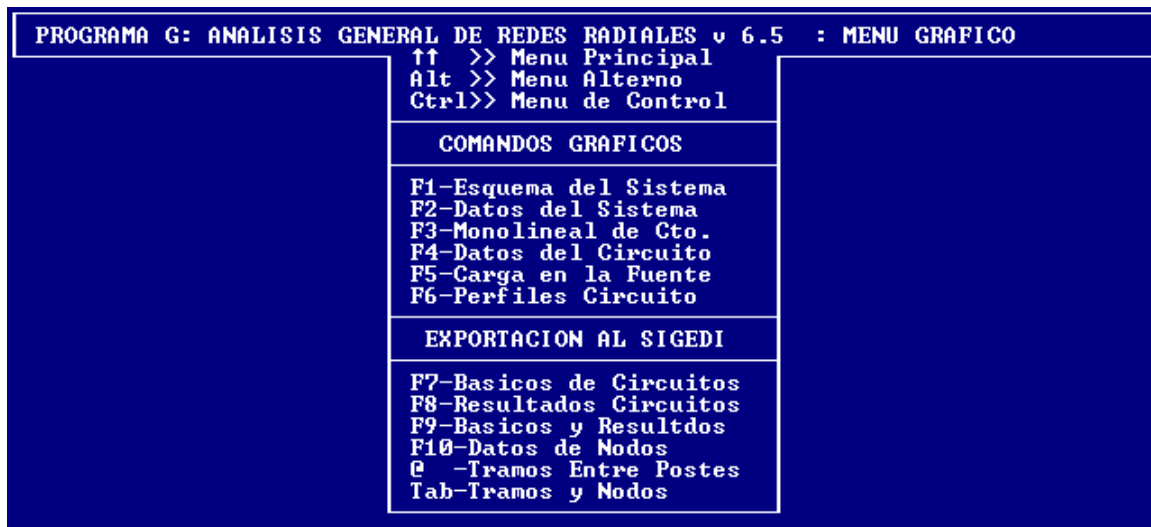 PROGRAMA G: ANALISIS GENERAL DE REDES RADIALES v 6.5 : MENU GRAFICO
↑↑ >> Menu Principal
Alt >> Menu Alterno
Ctrl>> Menu de Control
COMANDOS GRAFICOS
F1-Esquema del Sistema
F2-Datos del Sistema
F3-Monolineal de Cto.
F4-Datos del Circuito
F5-Carga en la Fuente
F6-Perfiles Circuito
EXPORTACION AL SIGEDI
F7-Basicos de Circuitos
F8-Resultados Circuitos
F9-Basicos y Resultdos
F10-Datos de Nodos
@ -Tramos Entre Postes
Tab-Tramos y Nodos